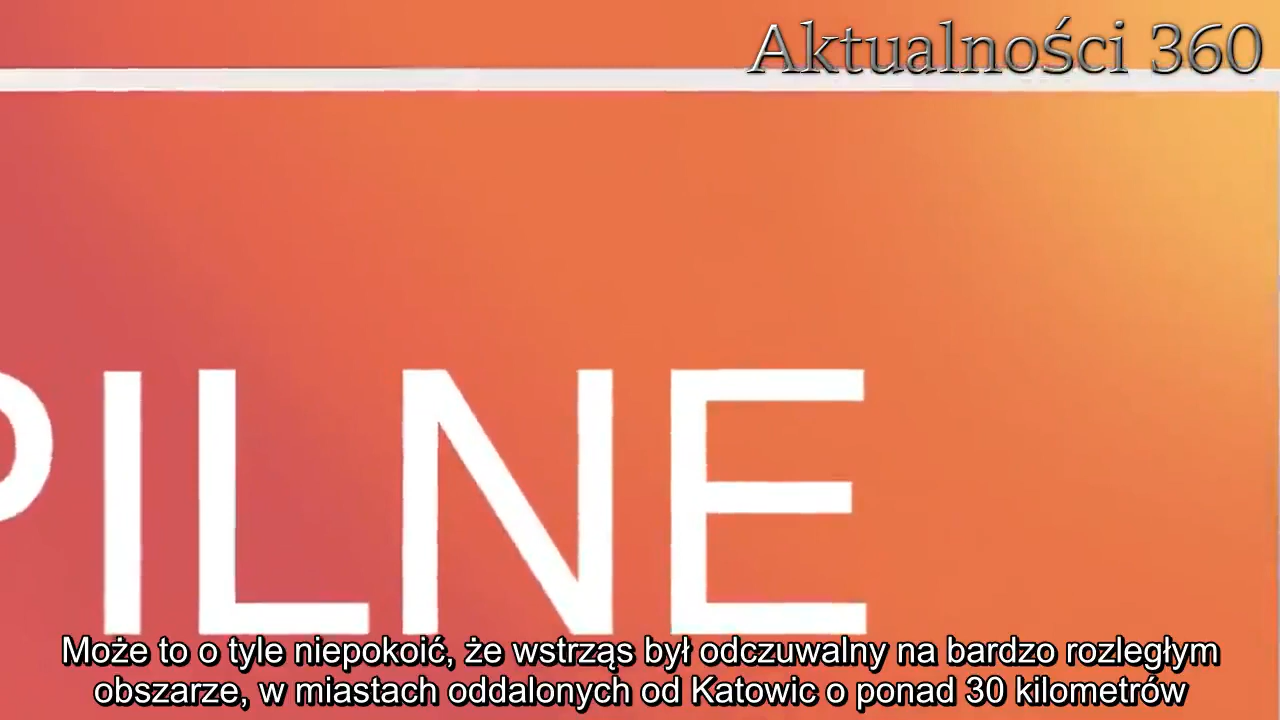 Aktualności 360
PILNE
Może to o tyle niepokoić, że wstrząs był odczuwalny na bardzo rozległym
obszarze, w miastach oddalonych od Katowic o ponad 30 kilometrów